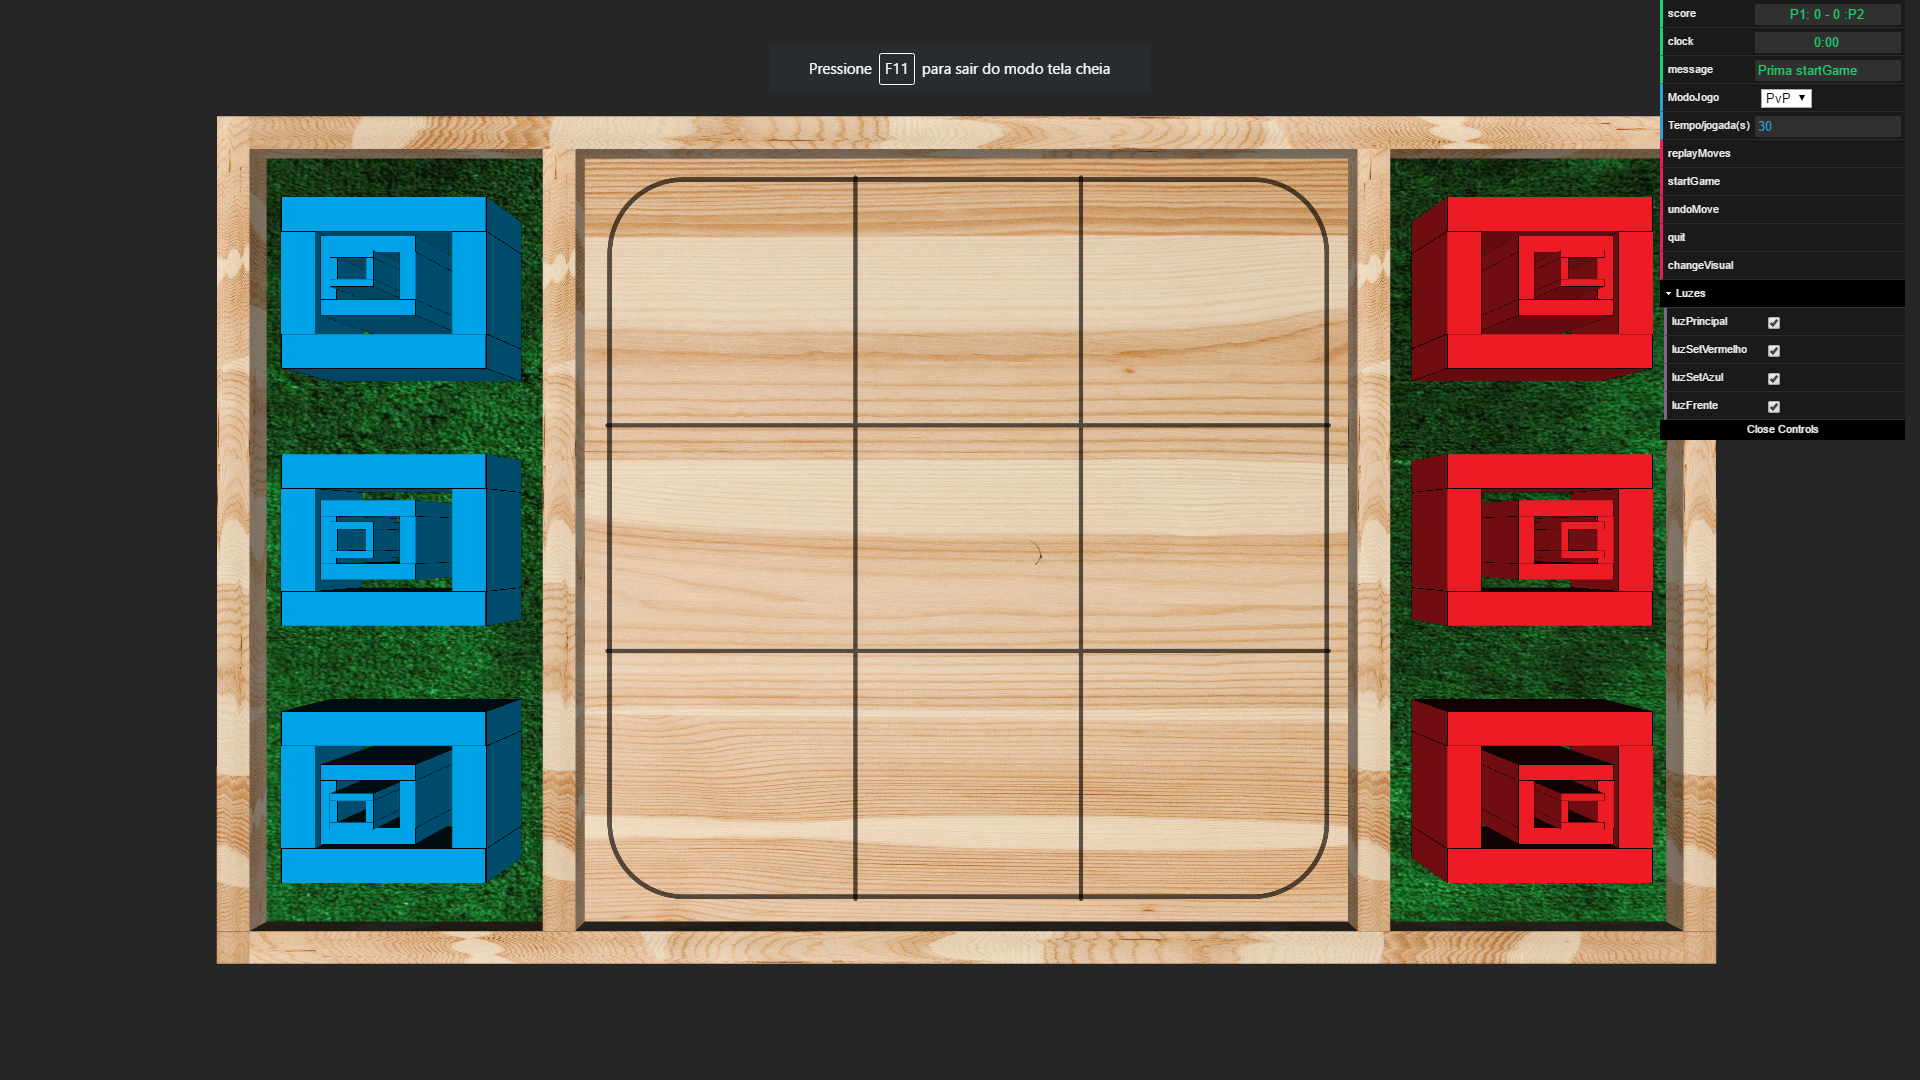 Pressione F11 para sair do modo tela cheia
score P1: 0 - 0 :P2
clock 0:00
message Prima startGame
ModoJogo PvP
Tempo/jogada(s) 30
replayMoves
startGame
undoMove
quit
changeVisual
Luzes
luzPrincipal
luzSetVermelho
luzSetAzul
luzFrente
Close Controls